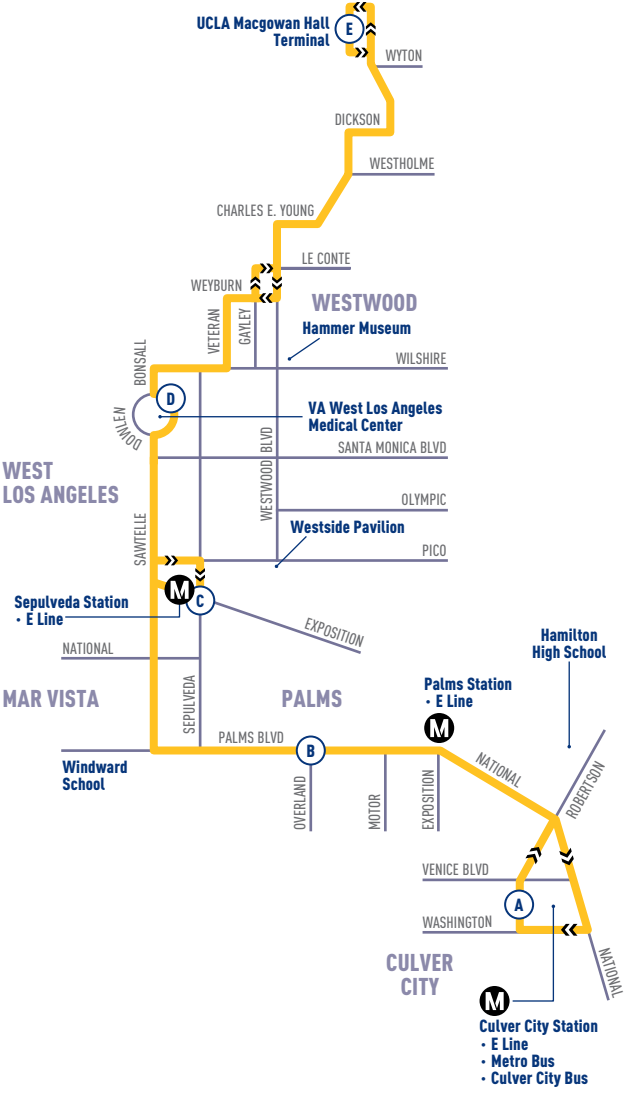 UCLA Macgowan Hall
Terminal
E
WYTON
DICKSON
WESTHOLME
CHARLES E. YOUNG
LE CONTE
WEYBURN
WESTWOOD
VETERAN
GAYLEY
Hammer Museum
BONSALL
WILSHIRE
D
DOWLEN
VA West Los Angeles
Medical Center
WESTWOOD BLVD
SANTA MONICA BLVD
WEST
LOS ANGELES
OLYMPIC
SAWTELLE
Westside Pavilion
PICO
M
C
Sepulveda Station
• E Line
EXPOSITION
NATIONAL
Hamilton
High School
MAR VISTA
SEPULVEDA
PALMS
Palms Station
• E Line
M
PALMS BLVD
B
Windward
School
NATIONAL
OVERLAND
MOTOR
EXPOSITION
ROBERTSON
VENICE BLVD
A
WASHINGTON
CULVER
CITY
NATIONAL
M
Culver City Station
• E Line
• Metro Bus
• Culver City Bus